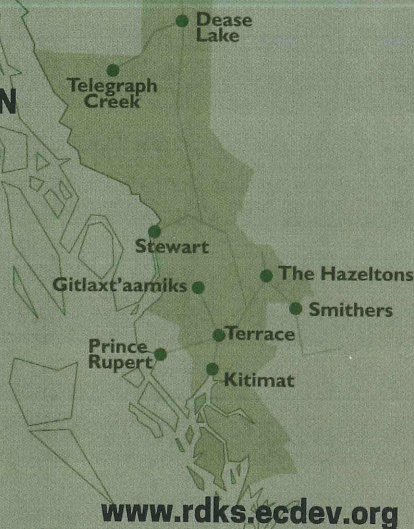 Dease
Lake
Telegraph
Creek
N
Stewart
Gitlaxt'aamiks
The Hazeltons
Smithers
Terrace
Prince
Rupert
Kitimat
www.rdks.ecdev.org